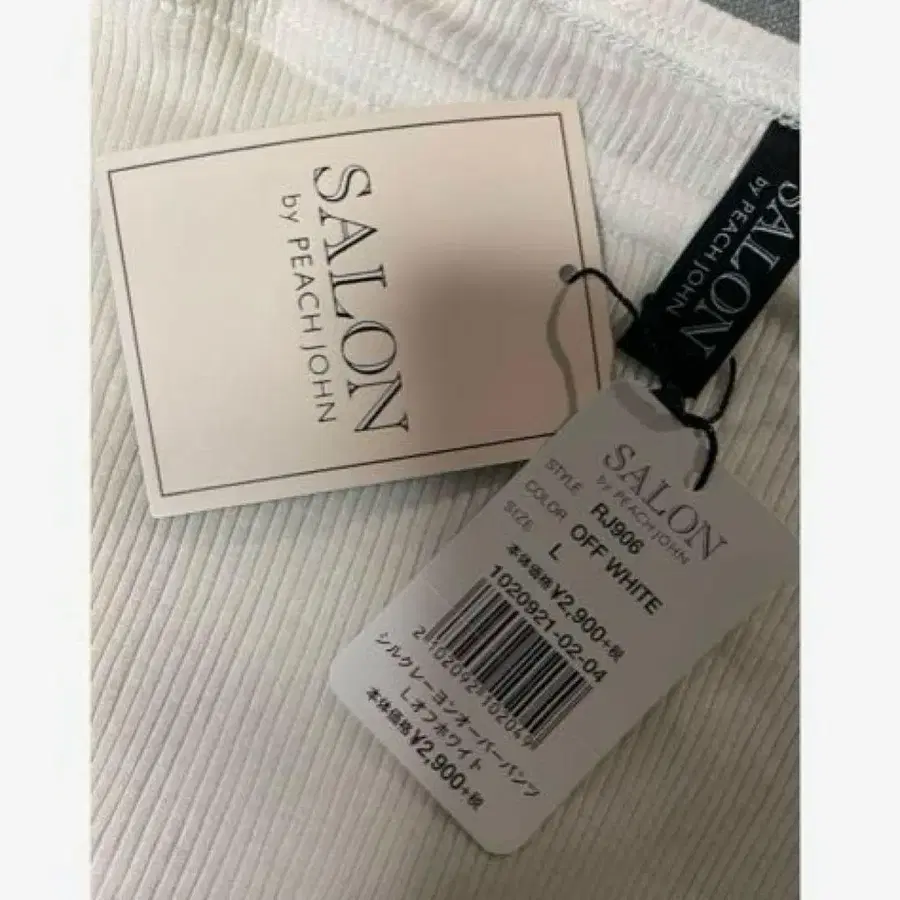 SALON
by PEACH JOHN
SALON
by PEACH JOHN
SALON
by PEACH JOHN
STYLE RJ906
COLOR OFF WHITE
SIZE L
本体価格¥2,900+税
1020921-02-04
2102092102049
シルクレーヨンオーバーパンツ
Lオフホワイト
本体価格¥2,900+税